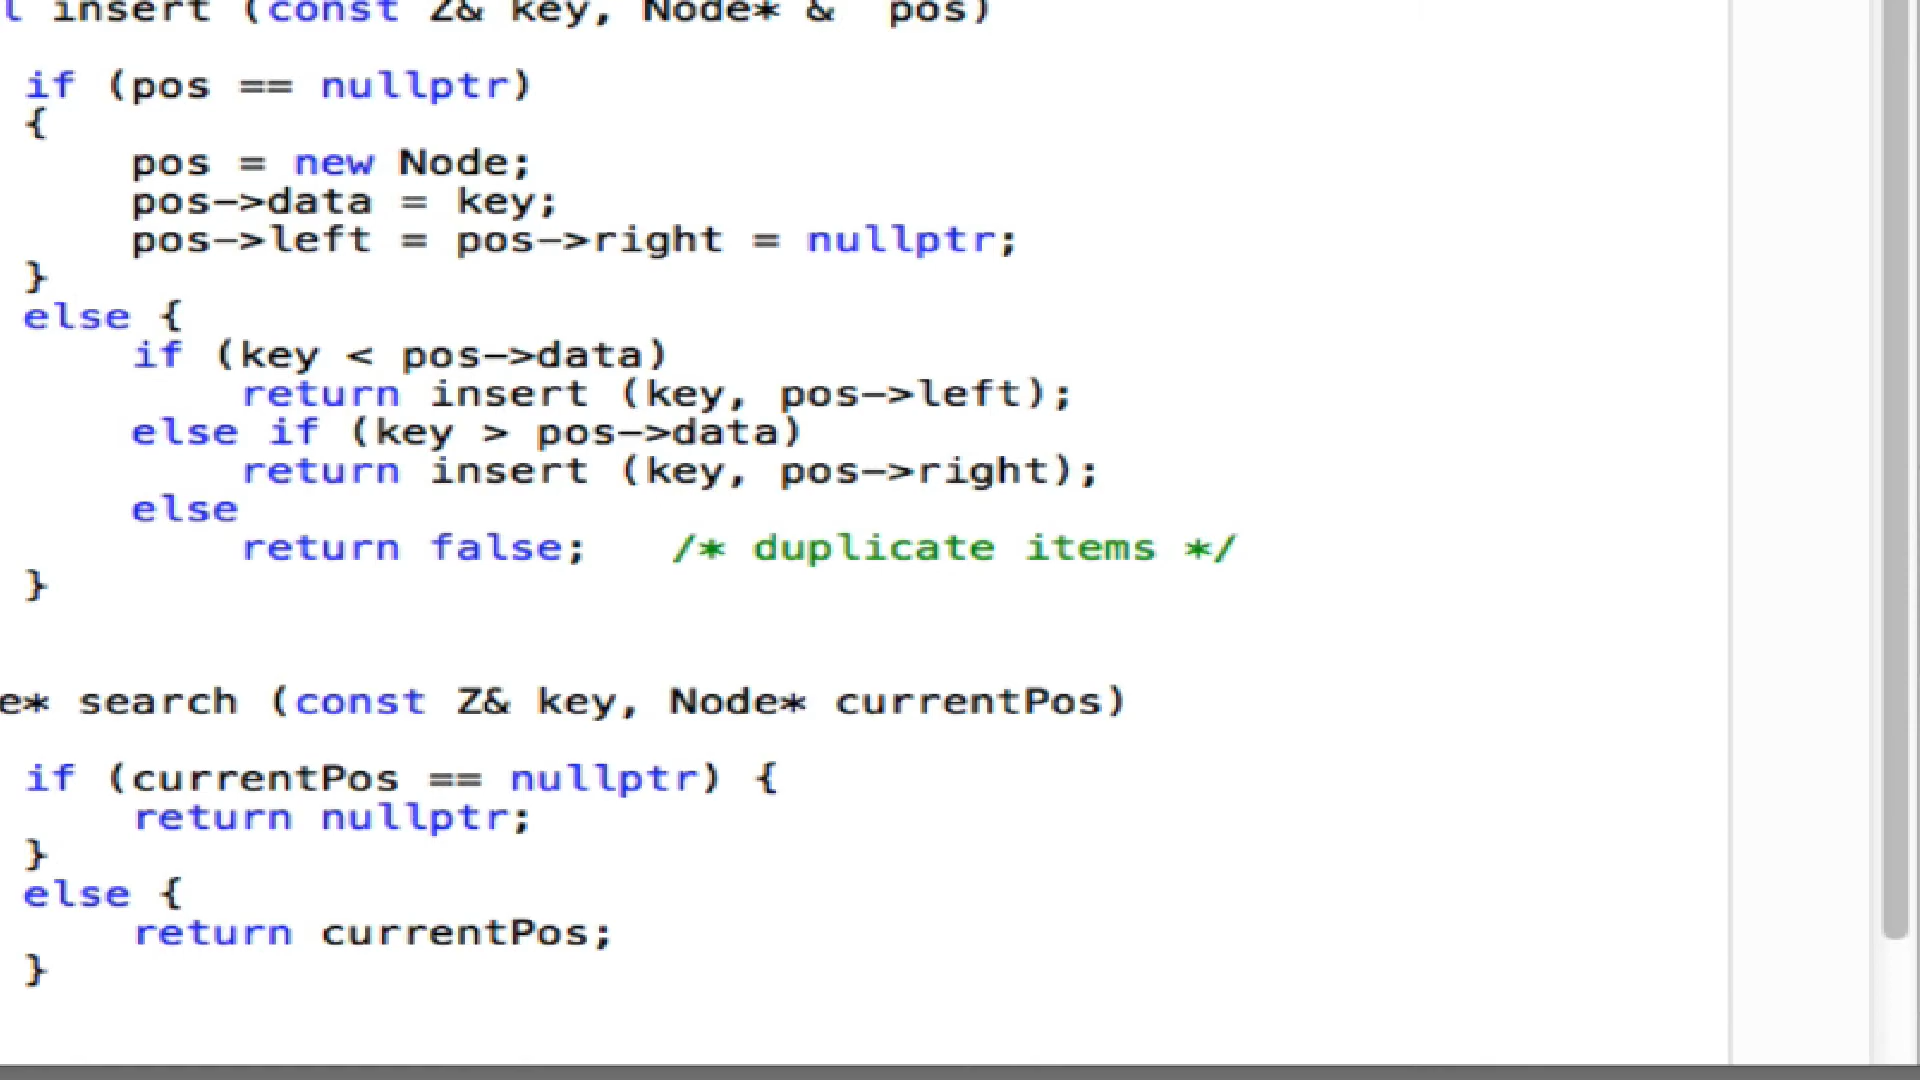 l insert (const Z& key, Node* & pos)
if (pos == nullptr)
{
pos = new Node;
pos->data = key;
pos->left = pos->right = nullptr;
}
else {
if (key < pos->data)
return insert (key, pos->left);
else if (key > pos->data)
return insert (key, pos->right);
else
return false; /* duplicate items */
}
e* search (const Z& key, Node* currentPos)
if (currentPos == nullptr) {
return nullptr;
}
else {
return currentPos;
}